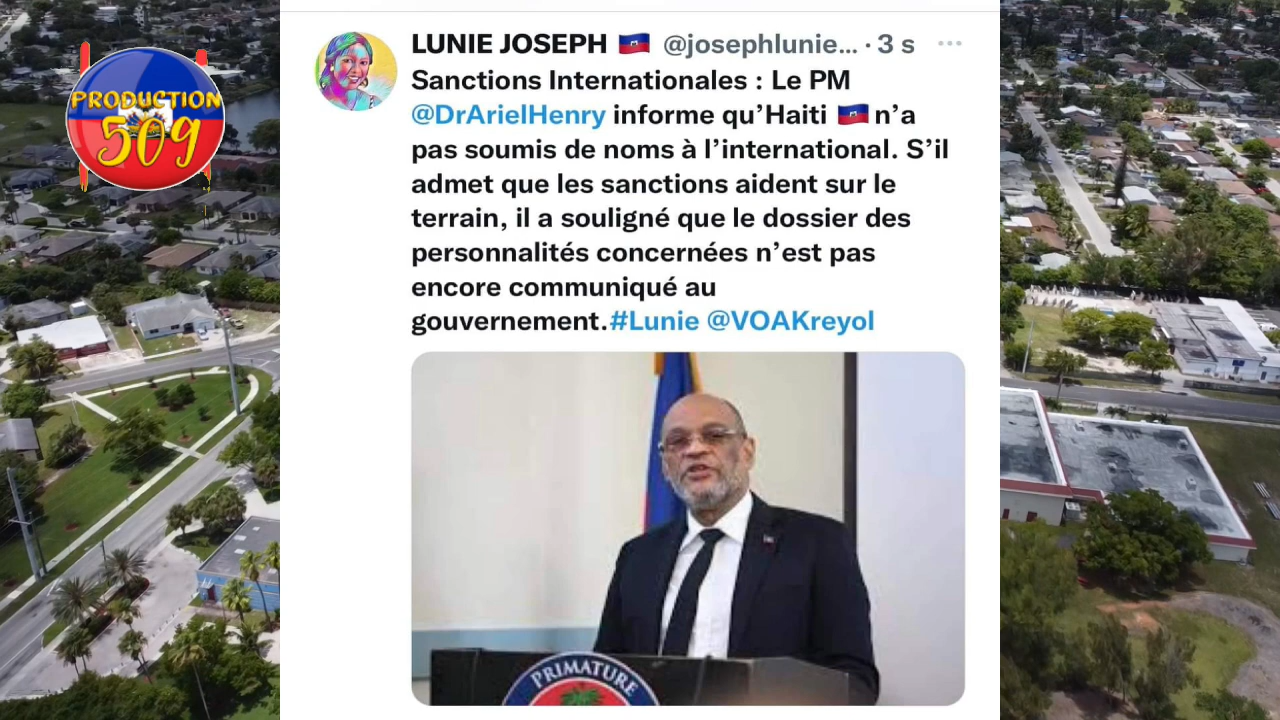 PRODUCTION
509
LUNIE JOSEPH 🇭🇹 @josephlunie... · 3 s
Sanctions Internationales : Le PM
@DrArielHenry informe qu’Haiti 🇭🇹 n’a
pas soumis de noms à l’international. S’il
admet que les sanctions aident sur le
terrain, il a souligné que le dossier des
personnalités concernées n’est pas
encore communiqué au
gouvernement.#Lunie @VOAKreyol
PRIMATURE